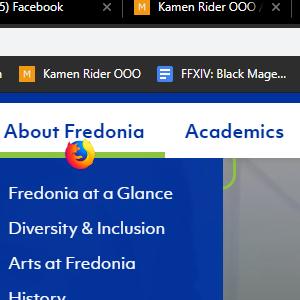 5) Facebook
M Kamen Rider OOO
M Kamen Rider OOO
FFXIV: Black Mage...
About Fredonia
Academics
Fredonia at a Glance
Diversity & Inclusion
Arts at Fredonia
History